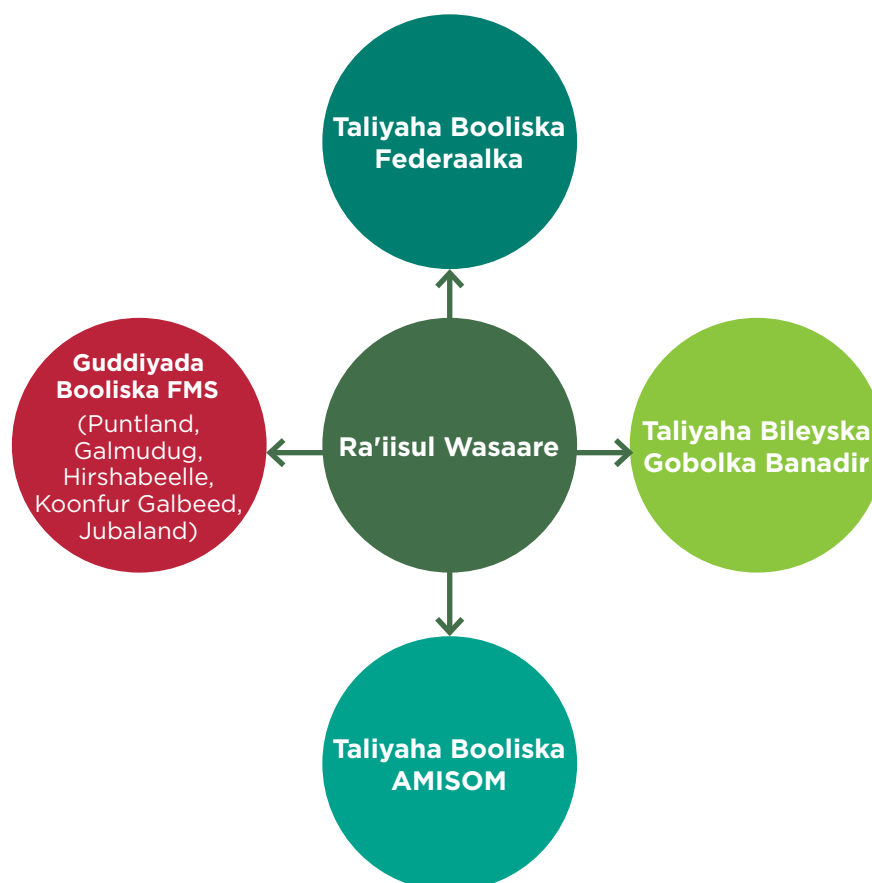 Taliyaha Booliska
Federaalka
Guddiyada
Booliska FMS
(Puntland,
Galmudug,
Hirshabeelle,
Koonfur Galbeed,
Jubaland)
Ra'iisul Wasaare
Taliyaha Bileyska
Gobolka Banadir
Taliyaha Booliska
AMISOM